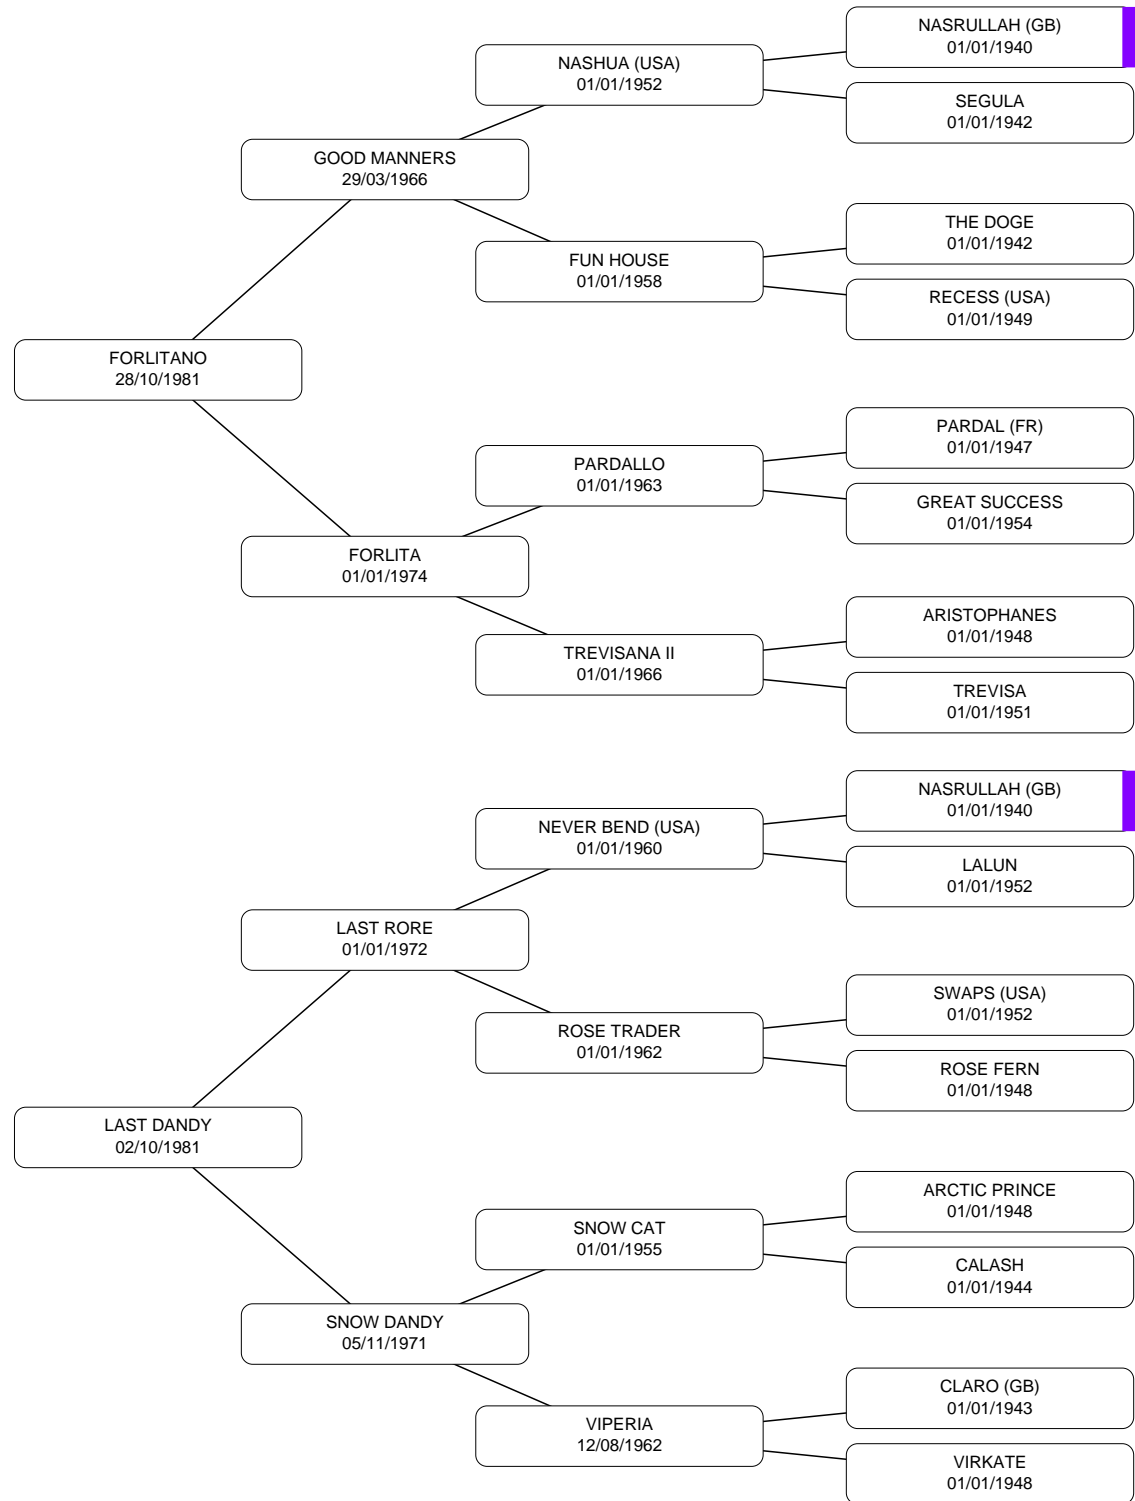 NASRULLAH (GB)
01/01/1940
NASHUA (USA)
01/01/1952
SEGULA
01/01/1942
GOOD MANNERS
29/03/1966
THE DOGE
01/01/1942
FUN HOUSE
01/01/1958
RECESS (USA)
01/01/1949
FORLITANO
28/10/1981
PARDAL (FR)
01/01/1947
PARDALLO
01/01/1963
GREAT SUCCESS
01/01/1954
FORLITA
01/01/1974
ARISTOPHANES
01/01/1948
TREVISANA II
01/01/1966
TREVISA
01/01/1951
NASRULLAH (GB)
01/01/1940
NEVER BEND (USA)
01/01/1960
LALUN
01/01/1952
LAST RORE
01/01/1972
SWAPS (USA)
01/01/1952
ROSE TRADER
01/01/1962
ROSE FERN
01/01/1948
LAST DANDY
02/10/1981
ARCTIC PRINCE
01/01/1948
SNOW CAT
01/01/1955
CALASH
01/01/1944
SNOW DANDY
05/11/1971
CLARO (GB)
01/01/1943
VIPERIA
12/08/1962
VIRKATE
01/01/1948